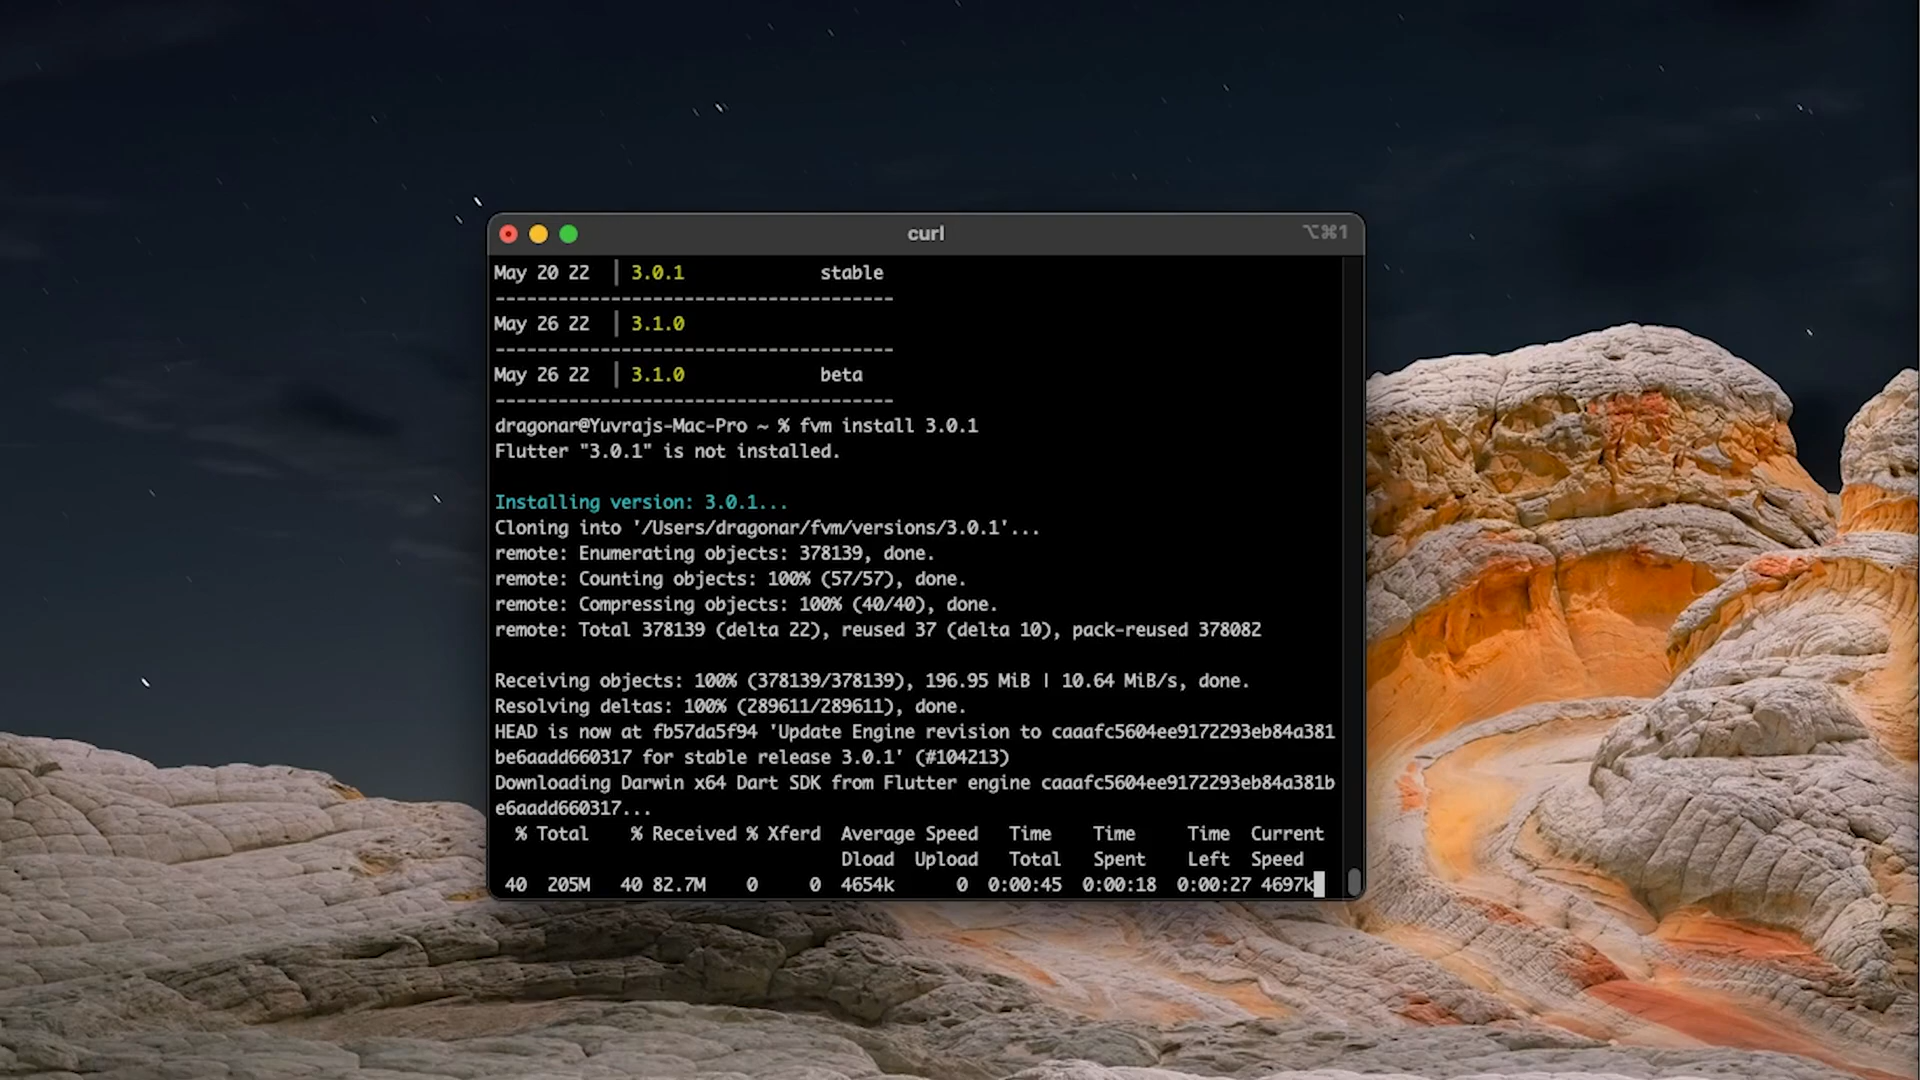 curl
⌥⌘1
May 20 22 | 3.0.1 stable
--------------------------------------
May 26 22 | 3.1.0
--------------------------------------
May 26 22 | 3.1.0 beta
--------------------------------------
dragonar@Yuvrajs-Mac-Pro ~ % fvm install 3.0.1
Flutter "3.0.1" is not installed.
Installing version: 3.0.1...
Cloning into '/Users/dragonar/fvm/versions/3.0.1'...
remote: Enumerating objects: 378139, done.
remote: Counting objects: 100% (57/57), done.
remote: Compressing objects: 100% (40/40), done.
remote: Total 378139 (delta 22), reused 37 (delta 10), pack-reused 378082
Receiving objects: 100% (378139/378139), 196.95 MiB | 10.64 MiB/s, done.
Resolving deltas: 100% (289611/289611), done.
HEAD is now at fb57da5f94 'Update Engine revision to caaafc5604ee9172293eb84a381
be6aadd660317 for stable release 3.0.1' (#104213)
Downloading Darwin x64 Dart SDK from Flutter engine caaafc5604ee9172293eb84a381b
e6aadd660317...
% Total % Received % Xferd Average Speed Time Time Time Current
Dload Upload Total Spent Left Speed
40 205M 40 82.7M 0 0 4654k 0 0:00:45 0:00:18 0:00:27 4697k